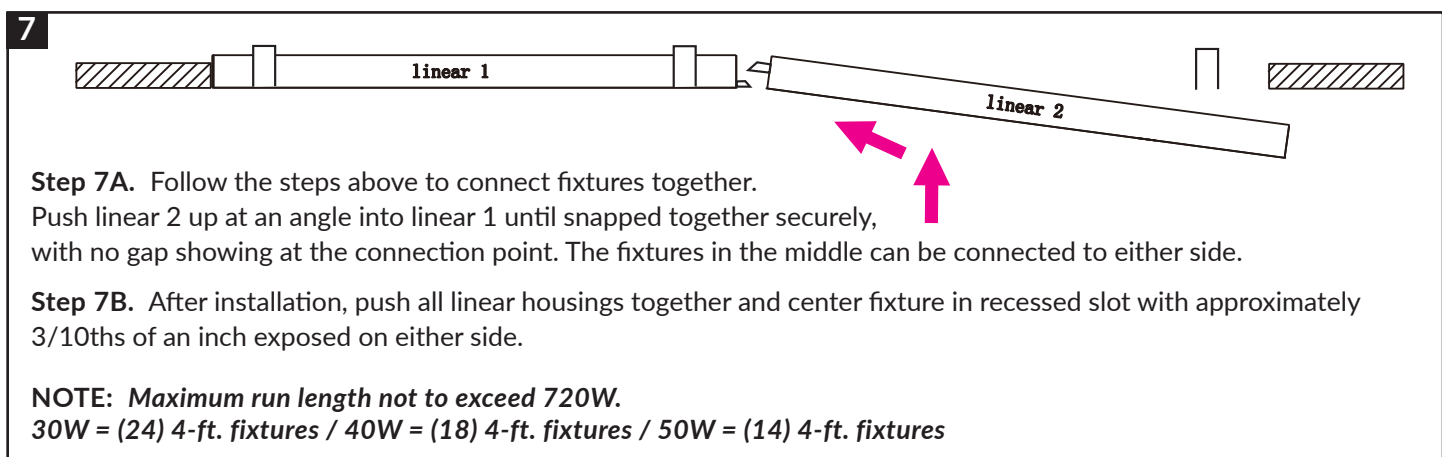 7
linear 1
linear 2
Step 7A. Follow the steps above to connect fixtures together.
Push linear 2 up at an angle into linear 1 until snapped together securely,
with no gap showing at the connection point. The fixtures in the middle can be connected to either side.
Step 7B. After installation, push all linear housings together and center fixture in recessed slot with approximately
3/10ths of an inch exposed on either side.
NOTE: Maximum run length not to exceed 720W.
30W = (24) 4-ft. fixtures / 40W = (18) 4-ft. fixtures / 50W = (14) 4-ft. fixtures